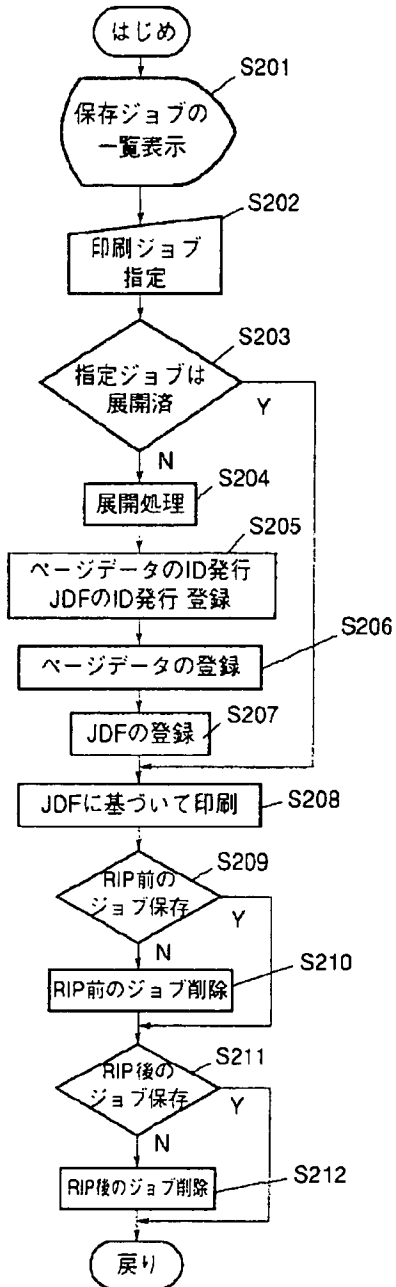 はじめ
S201
保存ジョブの
一覧表示
S202
印刷ジョブ
指定
S203
指定ジョブは
展開済
Y
N
S204
展開処理
S205
ページデータのID発行
JDFのID発行 登録
S206
ページデータの登録
S207
JDFの登録
S208
JDFに基づいて印刷
S209
RIP前の
ジョブ保存
Y
N
S210
RIP前のジョブ削除
S211
RIP後の
ジョブ保存
Y
N
S212
RIP後のジョブ削除
戻り